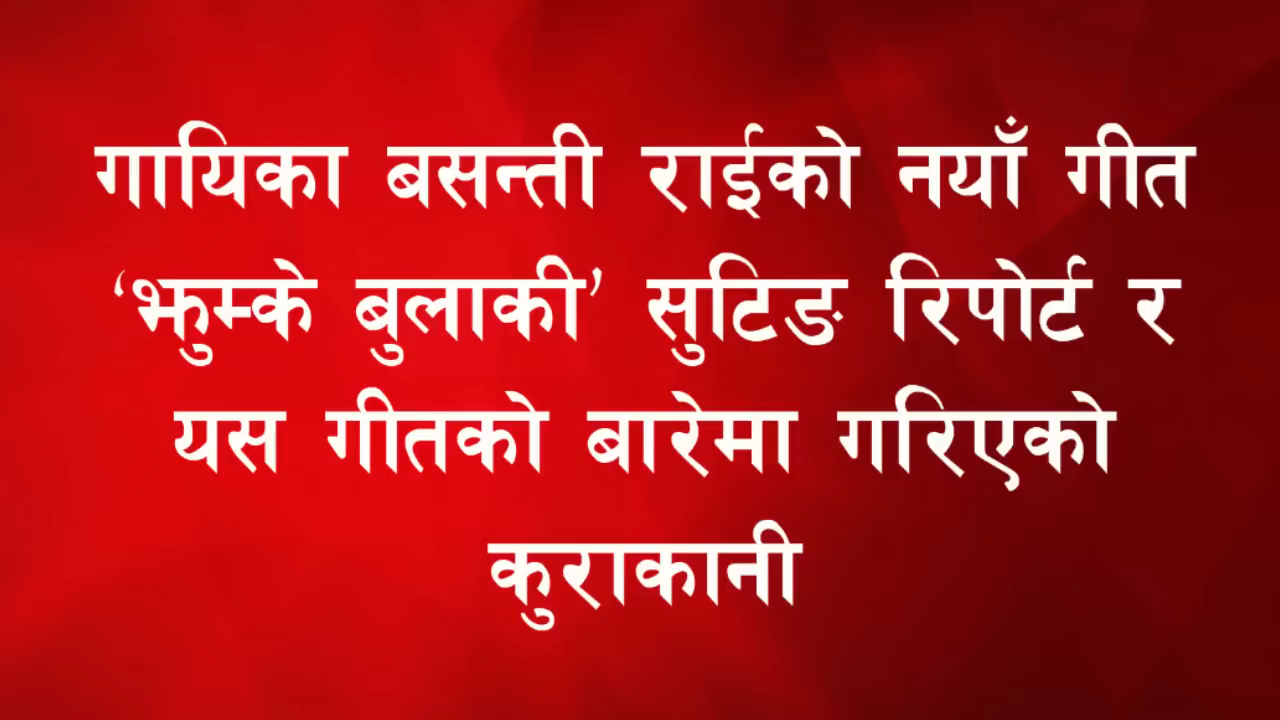 गायिका बसन्ती राईको नयाँ गीत
‘झुम्के बुलाकी’ सुटिङ रिपोर्ट र
यस गीतको बारेमा गरिएको
कुराकानी